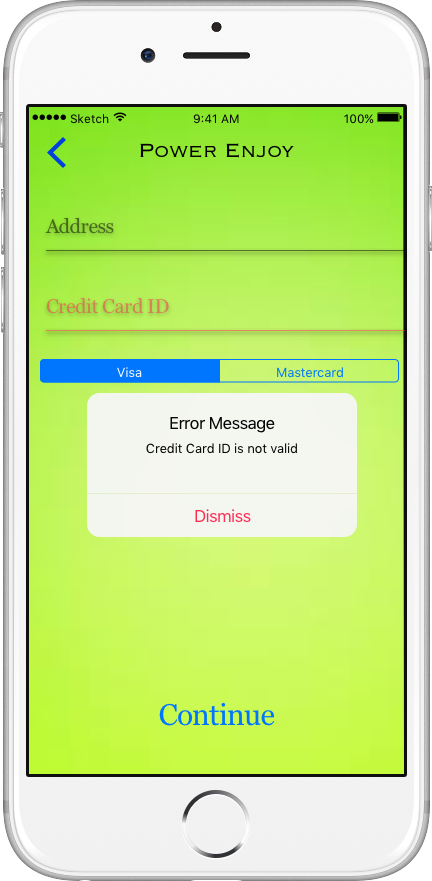 Sketch 9:41 AM 100%
Power Enjoy
Address
Credit Card ID
Visa Mastercard
Error Message
Credit Card ID is not valid
Dismiss
Continue